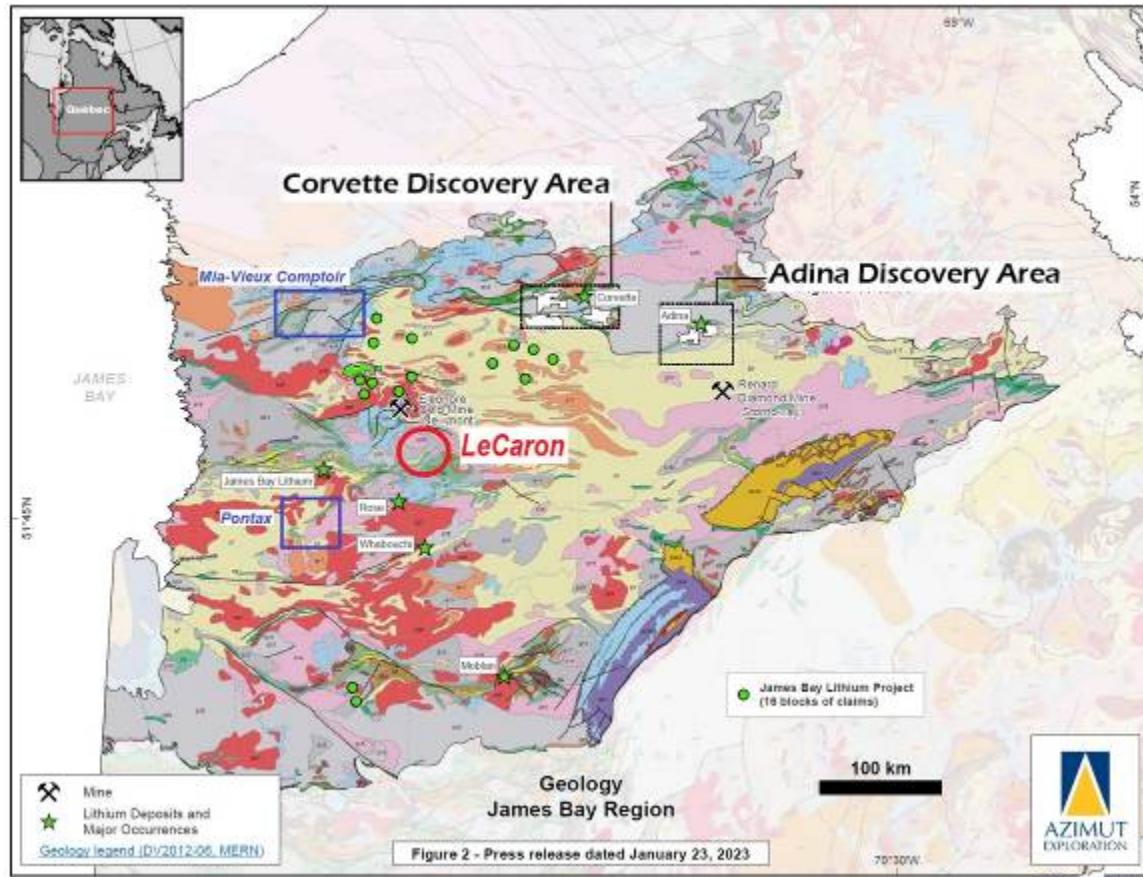 Quebec
69°W
54°N
Corvette Discovery Area
Mia-Vieux Comptoir
Adina Discovery Area
Corvette
Adina
JAMES
BAY
Eleonore
Renard
Diamond Mine
LeCaron
James Bay Lithium
51°45'N
Pontax
Rose
Whabouchi
Moblan
James Bay Lithium Project
(16 blocks of claims)
Mine
Lithium Deposits and
Major Occurrences
Geology legend (DV2012-06, MERN)
Geology
James Bay Region
100 km
Figure 2 - Press release dated January 23, 2023
70°30'W
AZIMUT
EXPLORATION